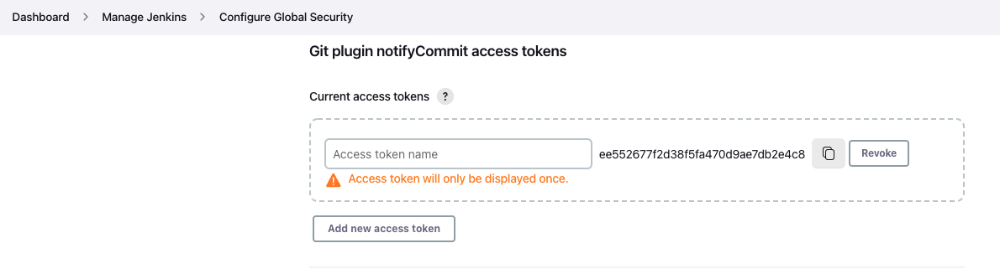 Dashboard > Manage Jenkins > Configure Global Security
Git plugin notifyCommit access tokens
Current access tokens ?
Access token name ee552677f2d38f5fa470d9ae7db2e4c8 Revoke
Access token will only be displayed once.
Add new access token